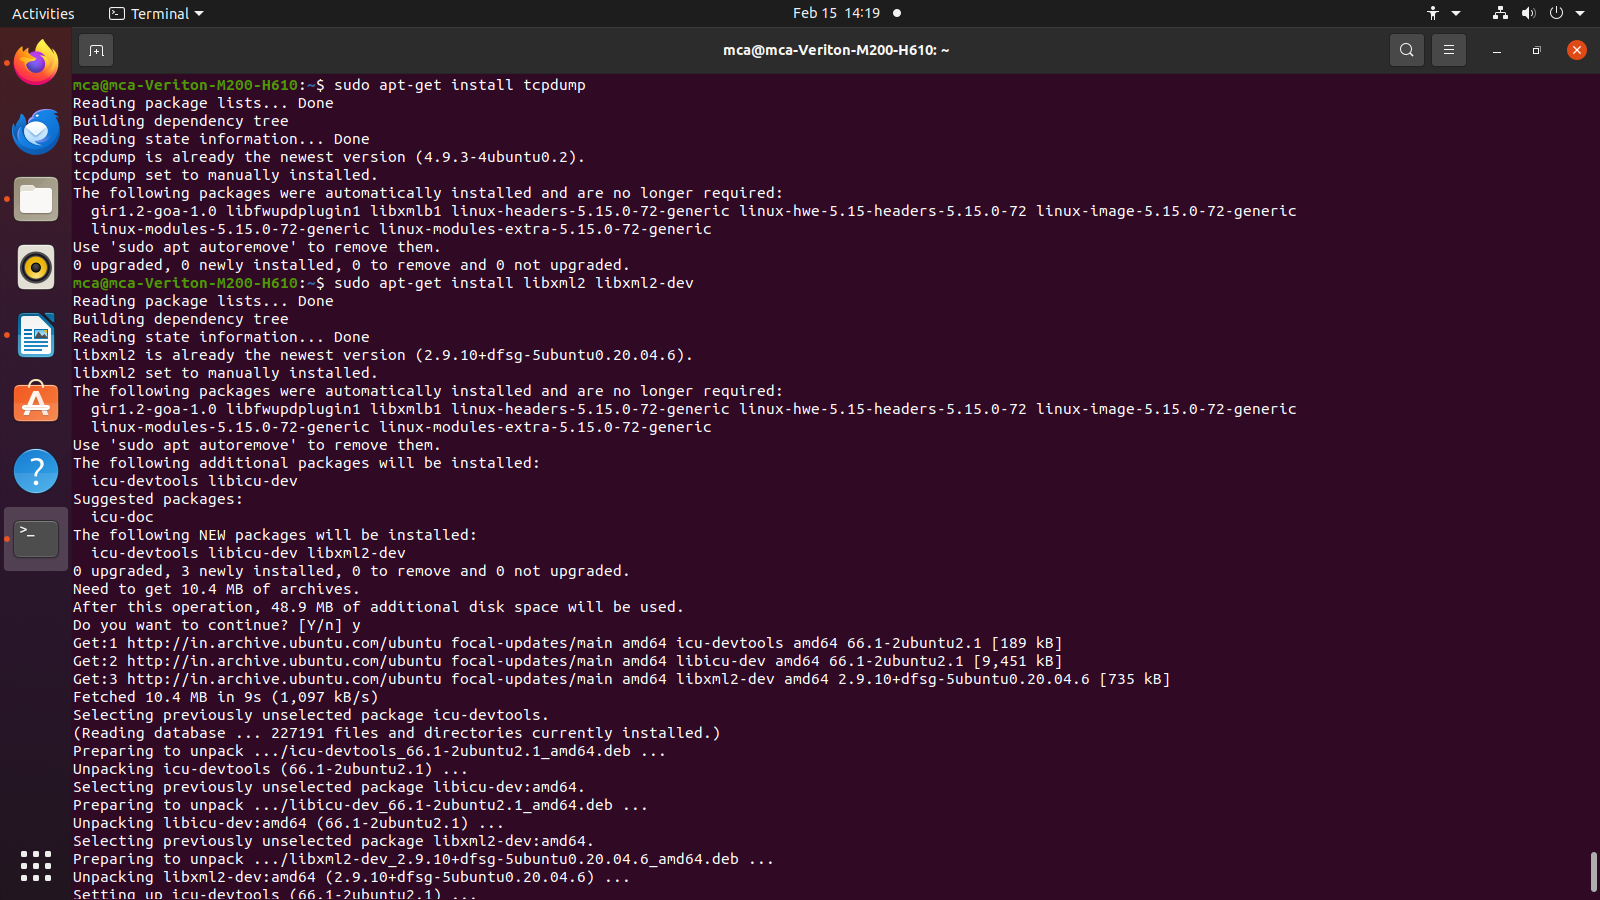 Activities Terminal Feb 15 14:19
mca@mca-Veriton-M200-H610: ~
mca@mca-Veriton-M200-H610:~$ sudo apt-get install tcpdump
Reading package lists... Done
Building dependency tree
Reading state information... Done
tcpdump is already the newest version (4.9.3-4ubuntu0.2).
tcpdump set to manually installed.
The following packages were automatically installed and are no longer required:
  gir1.2-goa-1.0 libfwupdplugin1 libxmlb1 linux-headers-5.15.0-72-generic linux-hwe-5.15-headers-5.15.0-72 linux-image-5.15.0-72-generic
  linux-modules-5.15.0-72-generic linux-modules-extra-5.15.0-72-generic
Use 'sudo apt autoremove' to remove them.
0 upgraded, 0 newly installed, 0 to remove and 0 not upgraded.
mca@mca-Veriton-M200-H610:~$ sudo apt-get install libxml2 libxml2-dev
Reading package lists... Done
Building dependency tree
Reading state information... Done
libxml2 is already the newest version (2.9.10+dfsg-5ubuntu0.20.04.6).
libxml2 set to manually installed.
The following packages were automatically installed and are no longer required:
  gir1.2-goa-1.0 libfwupdplugin1 libxmlb1 linux-headers-5.15.0-72-generic linux-hwe-5.15-headers-5.15.0-72 linux-image-5.15.0-72-generic
  linux-modules-5.15.0-72-generic linux-modules-extra-5.15.0-72-generic
Use 'sudo apt autoremove' to remove them.
The following additional packages will be installed:
  icu-devtools libicu-dev
Suggested packages:
  icu-doc
The following NEW packages will be installed:
  icu-devtools libicu-dev libxml2-dev
0 upgraded, 3 newly installed, 0 to remove and 0 not upgraded.
Need to get 10.4 MB of archives.
After this operation, 48.9 MB of additional disk space will be used.
Do you want to continue? [Y/n] y
Get:1 http://in.archive.ubuntu.com/ubuntu focal-updates/main amd64 icu-devtools amd64 66.1-2ubuntu2.1 [189 kB]
Get:2 http://in.archive.ubuntu.com/ubuntu focal-updates/main amd64 libicu-dev amd64 66.1-2ubuntu2.1 [9,451 kB]
Get:3 http://in.archive.ubuntu.com/ubuntu focal-updates/main amd64 libxml2-dev amd64 2.9.10+dfsg-5ubuntu0.20.04.6 [735 kB]
Fetched 10.4 MB in 9s (1,097 kB/s)
Selecting previously unselected package icu-devtools.
(Reading database ... 227191 files and directories currently installed.)
Preparing to unpack .../icu-devtools_66.1-2ubuntu2.1_amd64.deb ...
Unpacking icu-devtools (66.1-2ubuntu2.1) ...
Selecting previously unselected package libicu-dev:amd64.
Preparing to unpack .../libicu-dev_66.1-2ubuntu2.1_amd64.deb ...
Unpacking libicu-dev:amd64 (66.1-2ubuntu2.1) ...
Selecting previously unselected package libxml2-dev:amd64.
Preparing to unpack .../libxml2-dev_2.9.10+dfsg-5ubuntu0.20.04.6_amd64.deb ...
Unpacking libxml2-dev:amd64 (2.9.10+dfsg-5ubuntu0.20.04.6) ...
Setting up icu-devtools (66.1-2ubuntu2.1) ...